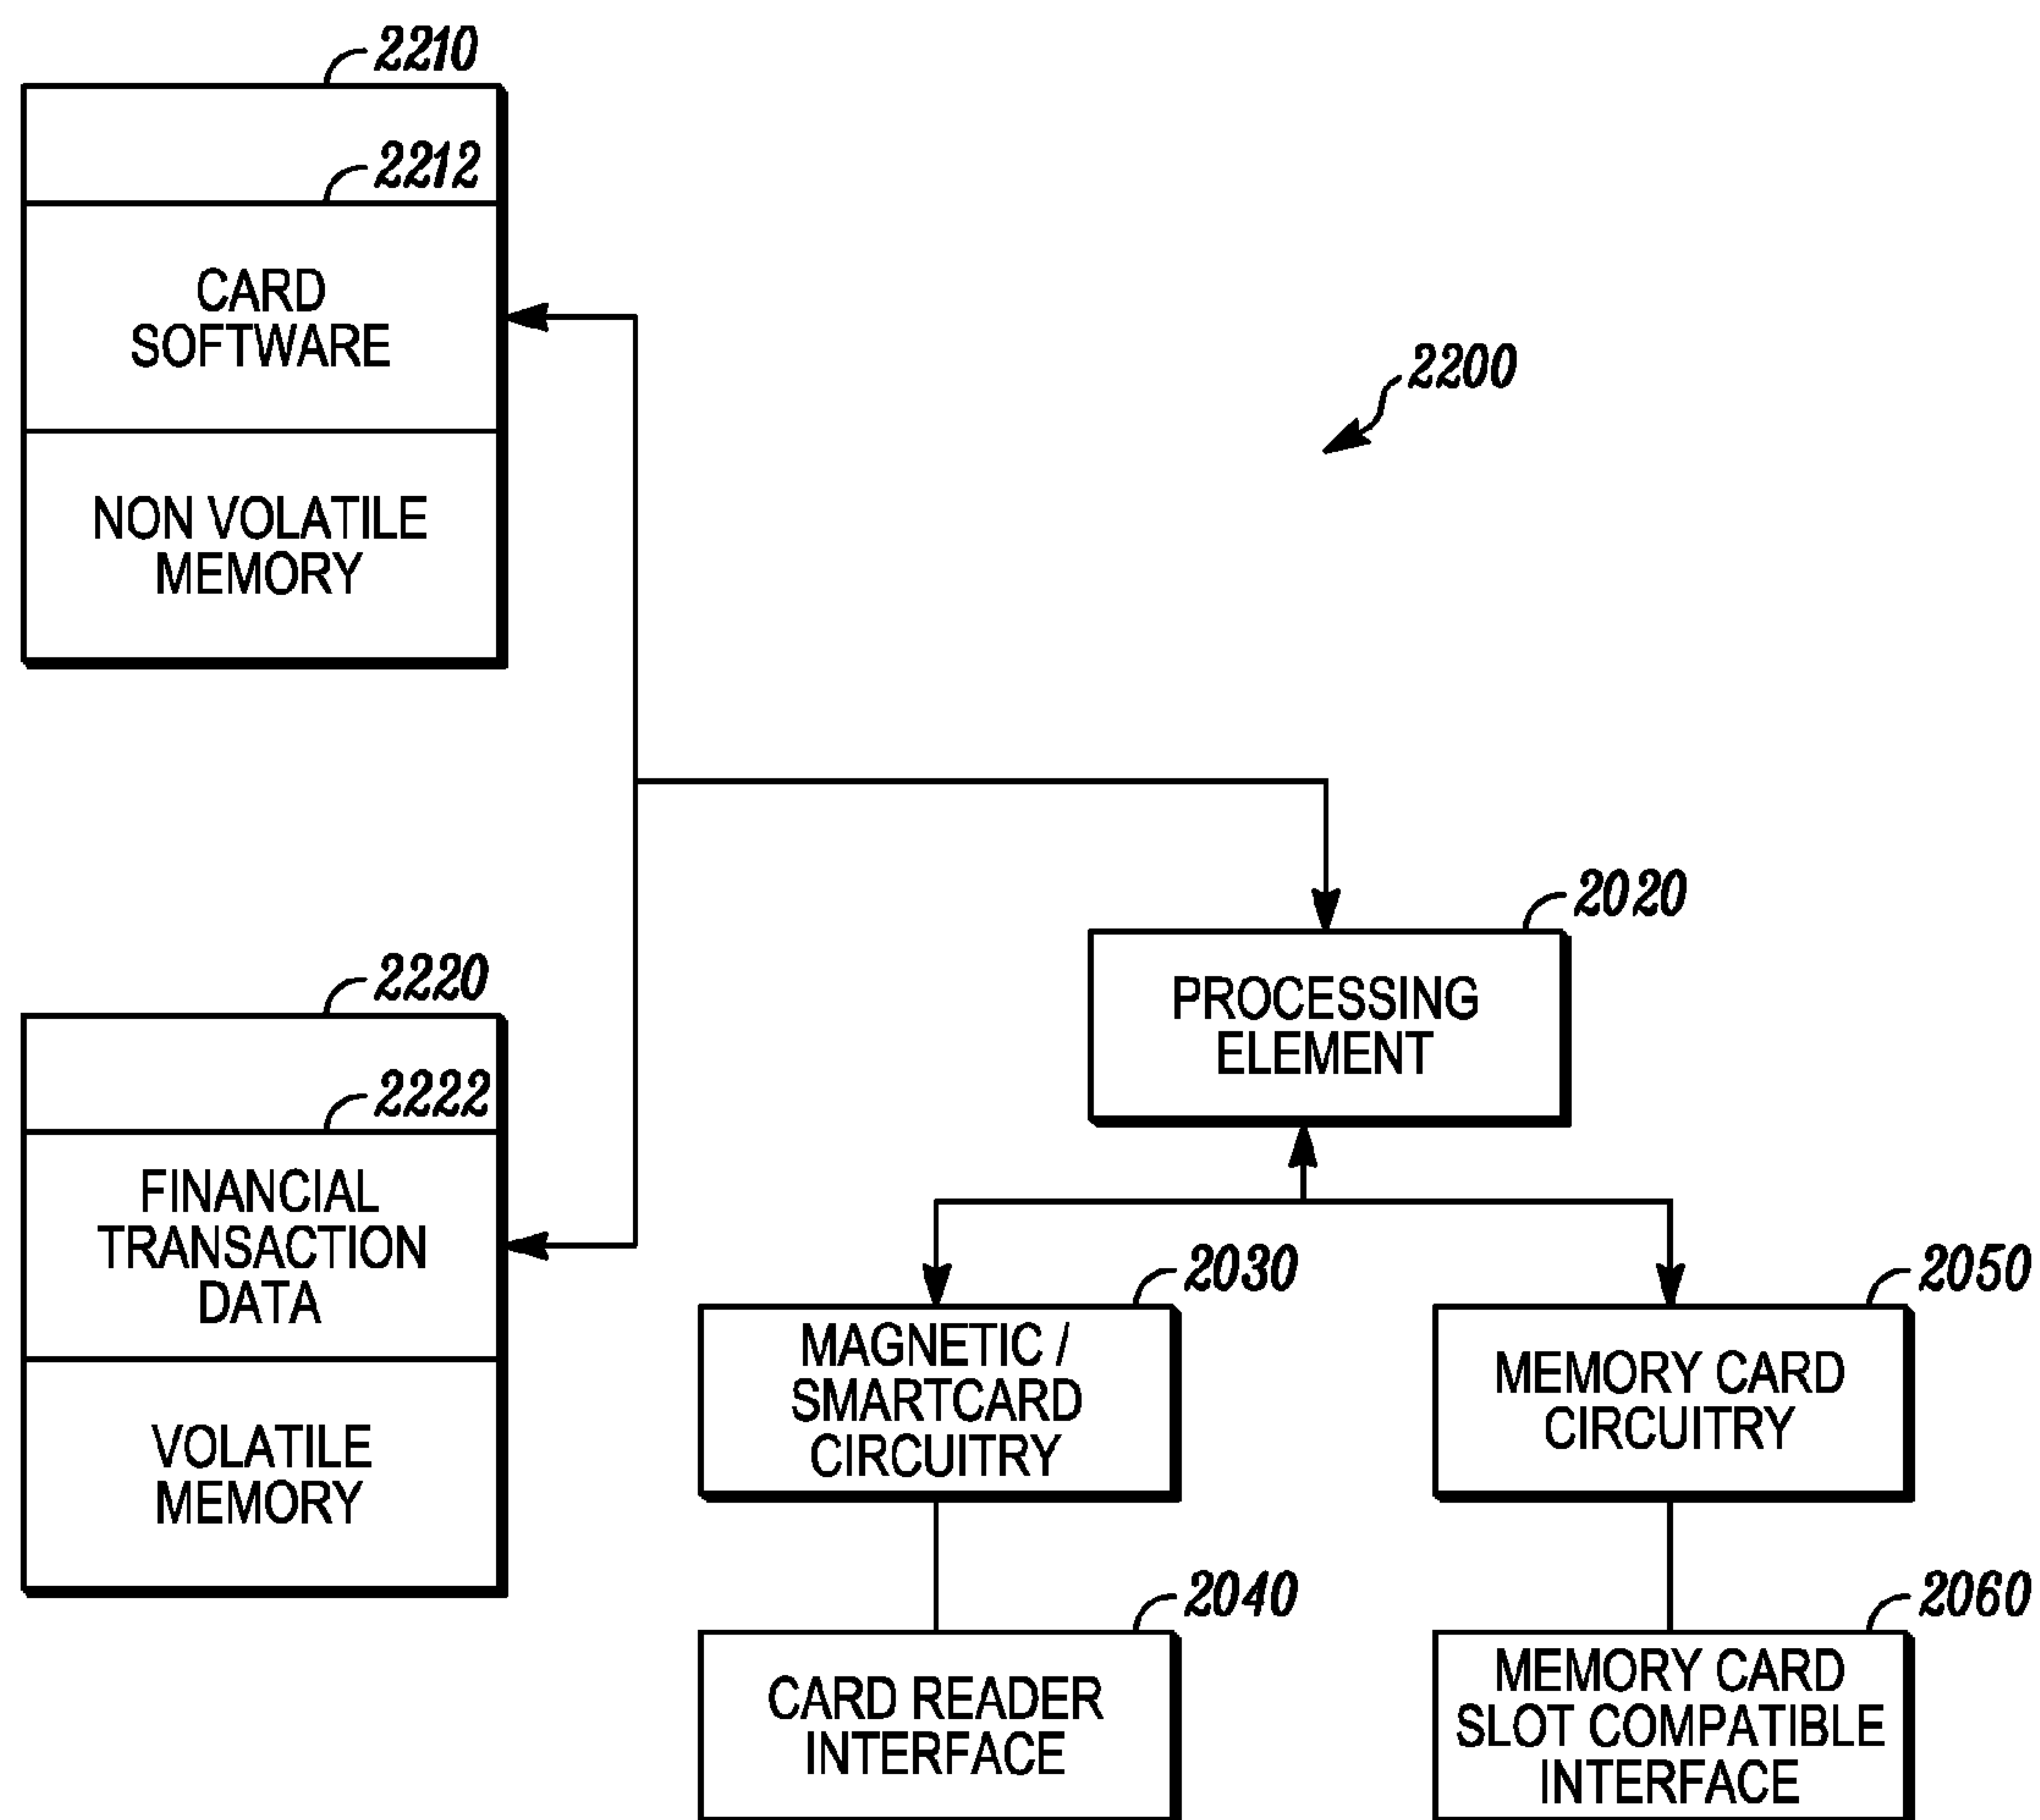 2210
2212
CARD
SOFTWARE
NON VOLATILE
MEMORY
2200
2220
2222
FINANCIAL
TRANSACTION
DATA
VOLATILE
MEMORY
2020
PROCESSING
ELEMENT
2030
MAGNETIC /
SMARTCARD
CIRCUITRY
2050
MEMORY CARD
CIRCUITRY
2040
CARD READER
INTERFACE
2060
MEMORY CARD
SLOT COMPATIBLE
INTERFACE